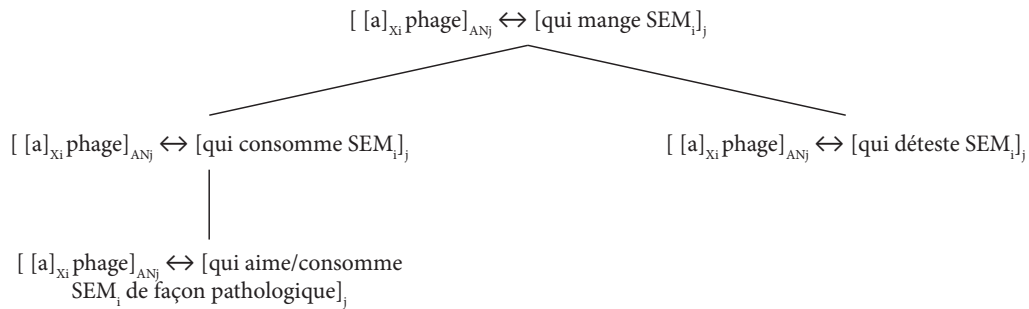 [ [a]Xi phage]ANj ↔ [qui mange SEMi]j
[ [a]Xi phage]ANj ↔ [qui consomme SEMi]j
[ [a]Xi phage]ANj ↔ [qui déteste SEMi]j
[ [a]Xi phage]ANj ↔ [qui aime/consomme
SEMi de façon pathologique]j